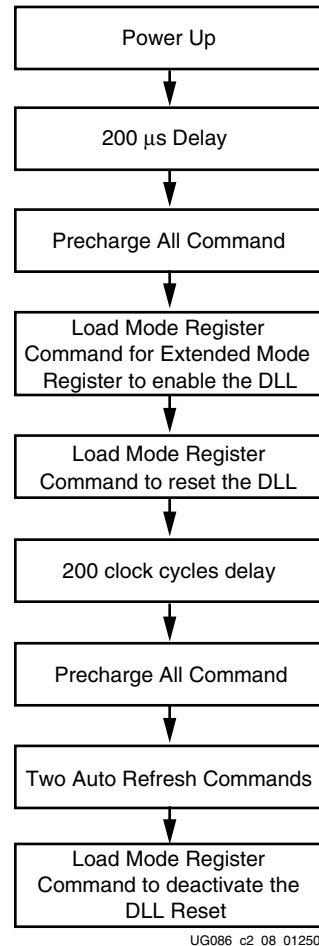 Power Up
200 μs Delay
Precharge All Command
Load Mode Register
Command for Extended Mode
Register to enable the DLL
Load Mode Register
Command to reset the DLL
200 clock cycles delay
Precharge All Command
Two Auto Refresh Commands
Load Mode Register
Command to deactivate the
DLL Reset
UG086_c2_08_01250